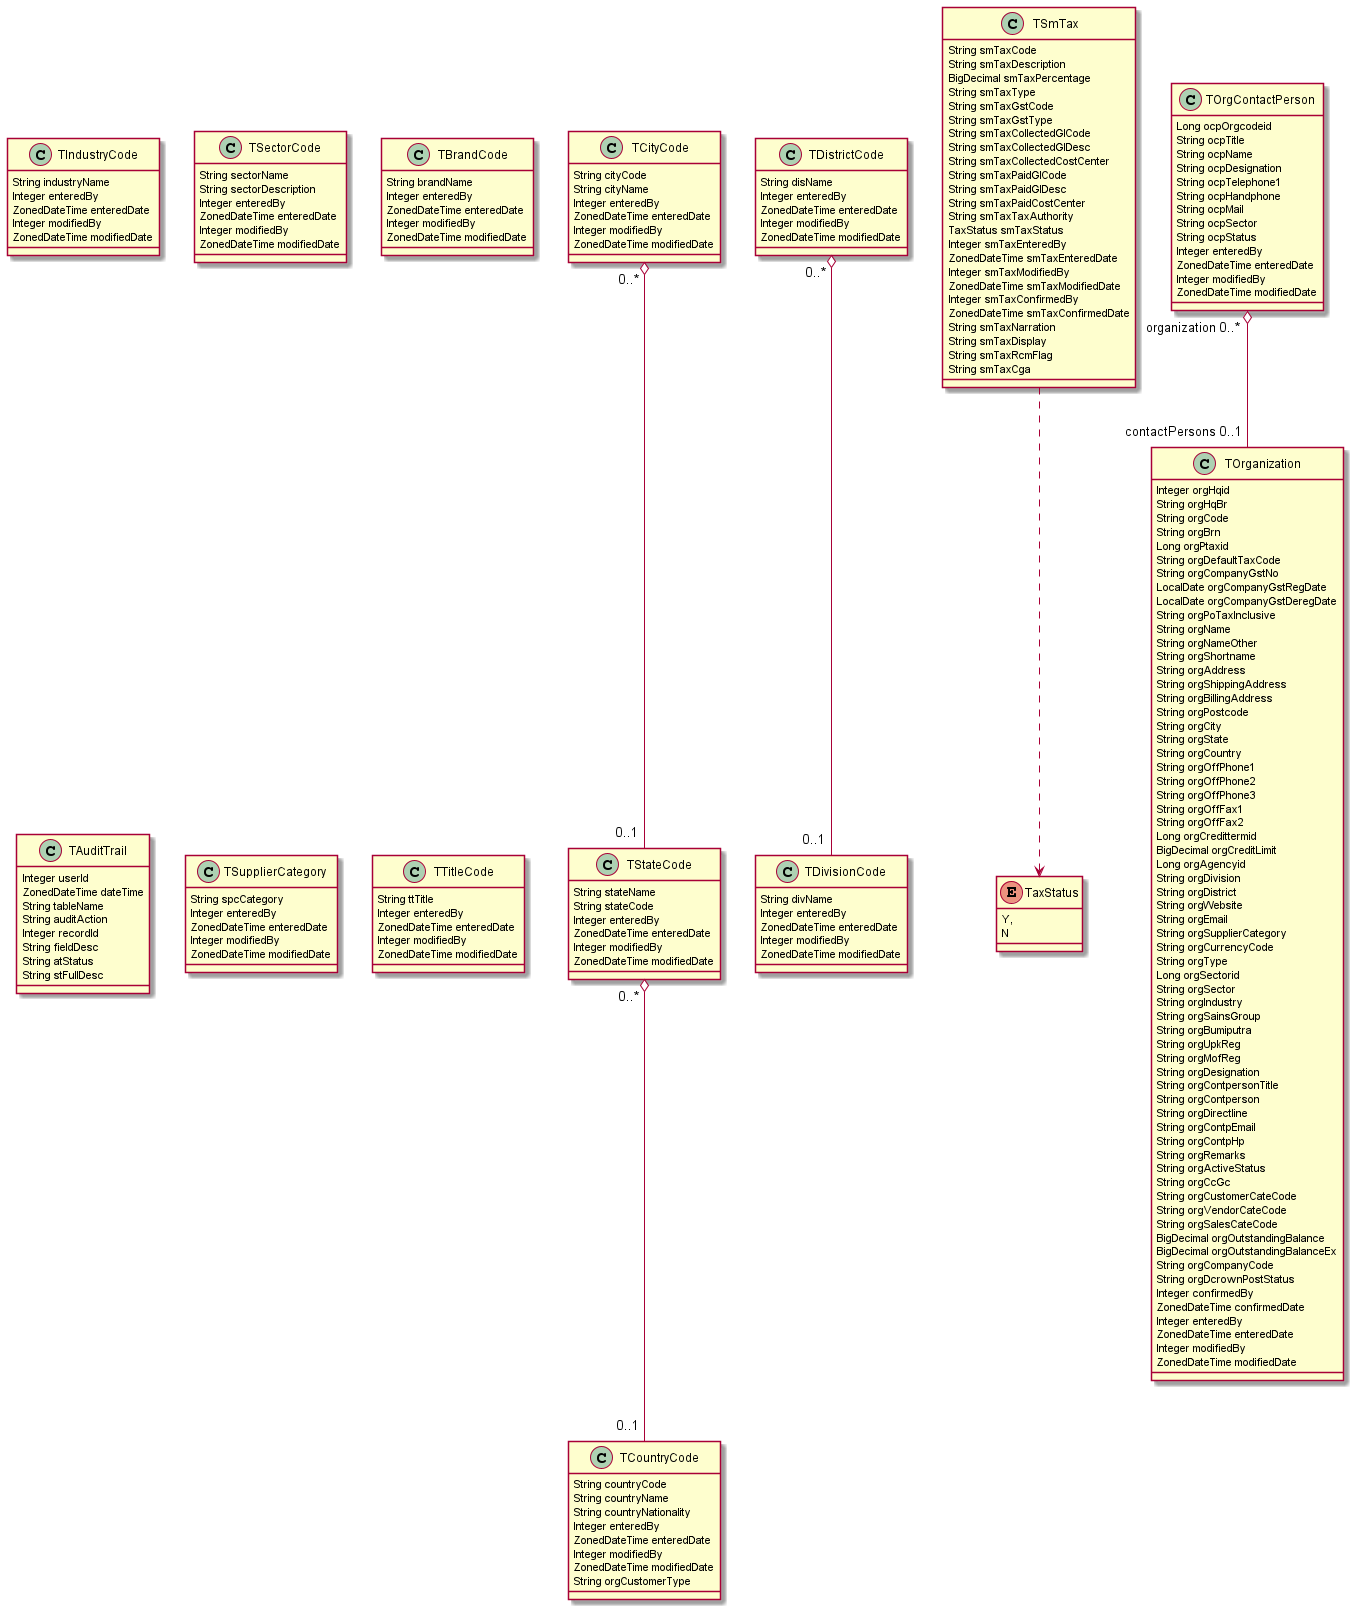 C TIndustryCode
String industryName
Integer enteredBy
ZonedDateTime enteredDate
Integer modifiedBy
ZonedDateTime modifiedDate
C TSectorCode
String sectorName
String sectorDescription
Integer enteredBy
ZonedDateTime enteredDate
Integer modifiedBy
ZonedDateTime modifiedDate
C TBrandCode
String brandName
Integer enteredBy
ZonedDateTime enteredDate
Integer modifiedBy
ZonedDateTime modifiedDate
C TCityCode
String cityCode
String cityName
Integer enteredBy
ZonedDateTime enteredDate
Integer modifiedBy
ZonedDateTime modifiedDate
0..*
C TDistrictCode
String disName
Integer enteredBy
ZonedDateTime enteredDate
Integer modifiedBy
ZonedDateTime modifiedDate
0..*
C TSmTax
String smTaxCode
String smTaxDescription
BigDecimal smTaxPercentage
String smTaxType
String smTaxGstCode
String smTaxGstType
String smTaxCollectedGlCode
String smTaxCollectedGlDesc
String smTaxCollectedCostCenter
String smTaxPaidGlCode
String smTaxPaidGlDesc
String smTaxPaidCostCenter
String smTaxTaxAuthority
TaxStatus smTaxStatus
Integer smTaxEnteredBy
ZonedDateTime smTaxEnteredDate
Integer smTaxModifiedBy
ZonedDateTime smTaxModifiedDate
Integer smTaxConfirmedBy
ZonedDateTime smTaxConfirmedDate
String smTaxNarration
String smTaxDisplay
String smTaxRcmFlag
String smTaxCga
C TOrgContactPerson
Long ocpOrgcodeid
String ocpTitle
String ocpName
String ocpDesignation
String ocpTelephone1
String ocpHandphone
String ocpMail
String ocpSector
String ocpStatus
Integer enteredBy
ZonedDateTime enteredDate
Integer modifiedBy
ZonedDateTime modifiedDate
organization 0..*
contactPersons 0..1
C TOrganization
Integer orgHqid
String orgHqBr
String orgCode
String orgBrn
Long orgPtaxid
String orgDefaultTaxCode
String orgCompanyGstNo
LocalDate orgCompanyGstRegDate
LocalDate orgCompanyGstDeregDate
String orgPoTaxInclusive
String orgName
String orgNameOther
String orgShortname
String orgAddress
String orgShippingAddress
String orgBillingAddress
String orgPostcode
String orgCity
String orgState
String orgCountry
String orgOffPhone1
String orgOffPhone2
String orgOffPhone3
String orgOffFax1
String orgOffFax2
Long orgCredittermid
BigDecimal orgCreditLimit
Long orgAgencyid
String orgDivision
String orgDistrict
String orgWebsite
String orgEmail
String orgSupplierCategory
String orgCurrencyCode
String orgType
Long orgSectorid
String orgSector
String orgIndustry
String orgSainsGroup
String orgBumiputra
String orgUpkReg
String orgMofReg
String orgDesignation
String orgContpersonTitle
String orgContperson
String orgDirectline
String orgContpEmail
String orgContpHp
String orgRemarks
String orgActiveStatus
String orgCcGc
String orgCustomerCateCode
String orgVendorCateCode
String orgSalesCateCode
BigDecimal orgOutstandingBalance
BigDecimal orgOutstandingBalanceEx
String orgCompanyCode
String orgDcrownPostStatus
Integer confirmedBy
ZonedDateTime confirmedDate
Integer enteredBy
ZonedDateTime enteredDate
Integer modifiedBy
ZonedDateTime modifiedDate
C TAuditTrail
Integer userId
ZonedDateTime dateTime
String tableName
String auditAction
Integer recordId
String fieldDesc
String atStatus
String stFullDesc
C TSupplierCategory
String spcCategory
Integer enteredBy
ZonedDateTime enteredDate
Integer modifiedBy
ZonedDateTime modifiedDate
C TTitleCode
String ttTitle
Integer enteredBy
ZonedDateTime enteredDate
Integer modifiedBy
ZonedDateTime modifiedDate
0..1
C TStateCode
String stateName
String stateCode
Integer enteredBy
ZonedDateTime enteredDate
Integer modifiedBy
ZonedDateTime modifiedDate
0..*
0..1
C TDivisionCode
String divName
Integer enteredBy
ZonedDateTime enteredDate
Integer modifiedBy
ZonedDateTime modifiedDate
E TaxStatus
Y,
N
0..1
C TCountryCode
String countryCode
String countryName
String countryNationality
Integer enteredBy
ZonedDateTime enteredDate
Integer modifiedBy
ZonedDateTime modifiedDate
String orgCustomerType